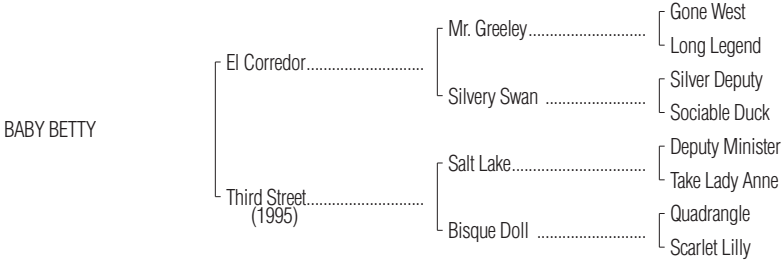 Gone West
Mr. Greeley............................
Long Legend
El Corredor............................
Silver Deputy
Silvery Swan ........................
Sociable Duck
BABY BETTY
Deputy Minister
Salt Lake................................
Take Lady Anne
Third Street............................
(1995)
Quadrangle
Bisque Doll ..........................
Scarlet Lilly